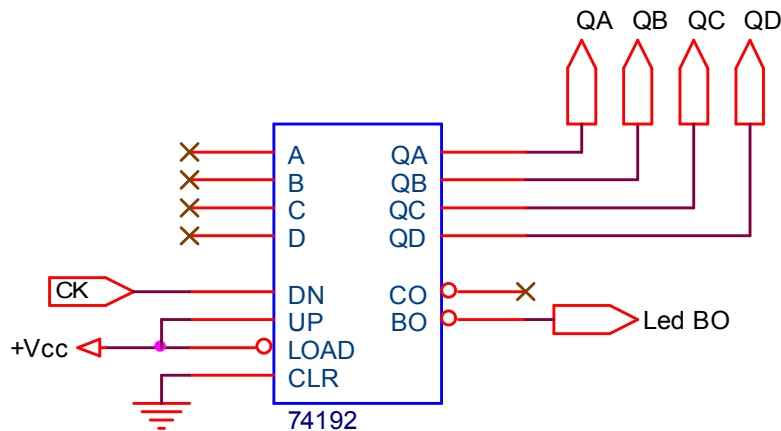 QA QB QC QD
A QA
B QB
C QC
D QD
CK DN CO
UP BO Led BO
+Vcc LOAD
CLR
74192